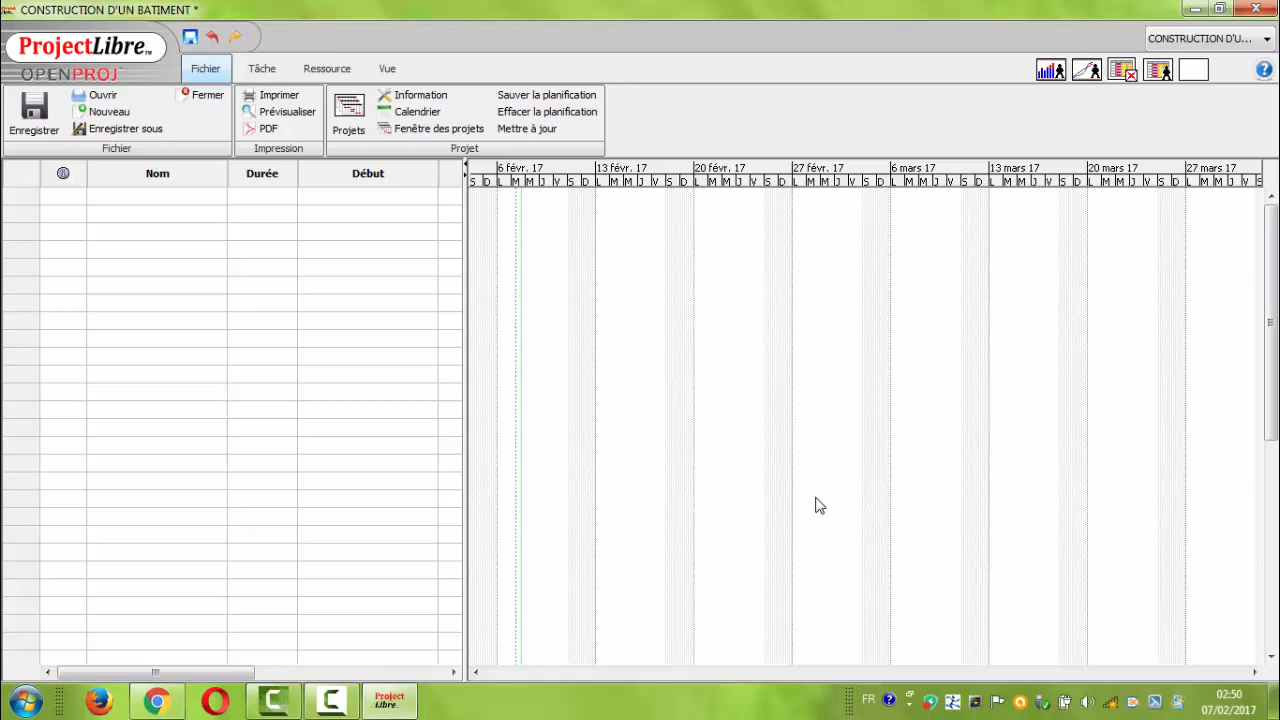 CONSTRUCTION D'UN BATIMENT *
ProjectLibre™
OPENPROJ
CONSTRUCTION D'U...
Fichier Tâche Ressource Vue
Enregistrer
Ouvrir
Nouveau
Enregistrer sous
Fermer
Fichier
Imprimer
Prévisualiser
PDF
Impression
Projets
Information
Calendrier
Fenêtre des projets
Sauver la planification
Effacer la planification
Mettre à jour
Projet
Nom Durée Début
6 févr. 17 13 févr. 17 20 févr. 17 27 févr. 17 6 mars 17 13 mars 17 20 mars 17 27 mars 17
S D L M M J V S D L M M J V S D L M M J V S D L M M J V S D L M M J V S D L M M J V S D L M M J V S D L M M J V S
Project
Libre
FR
02:50
07/02/2017